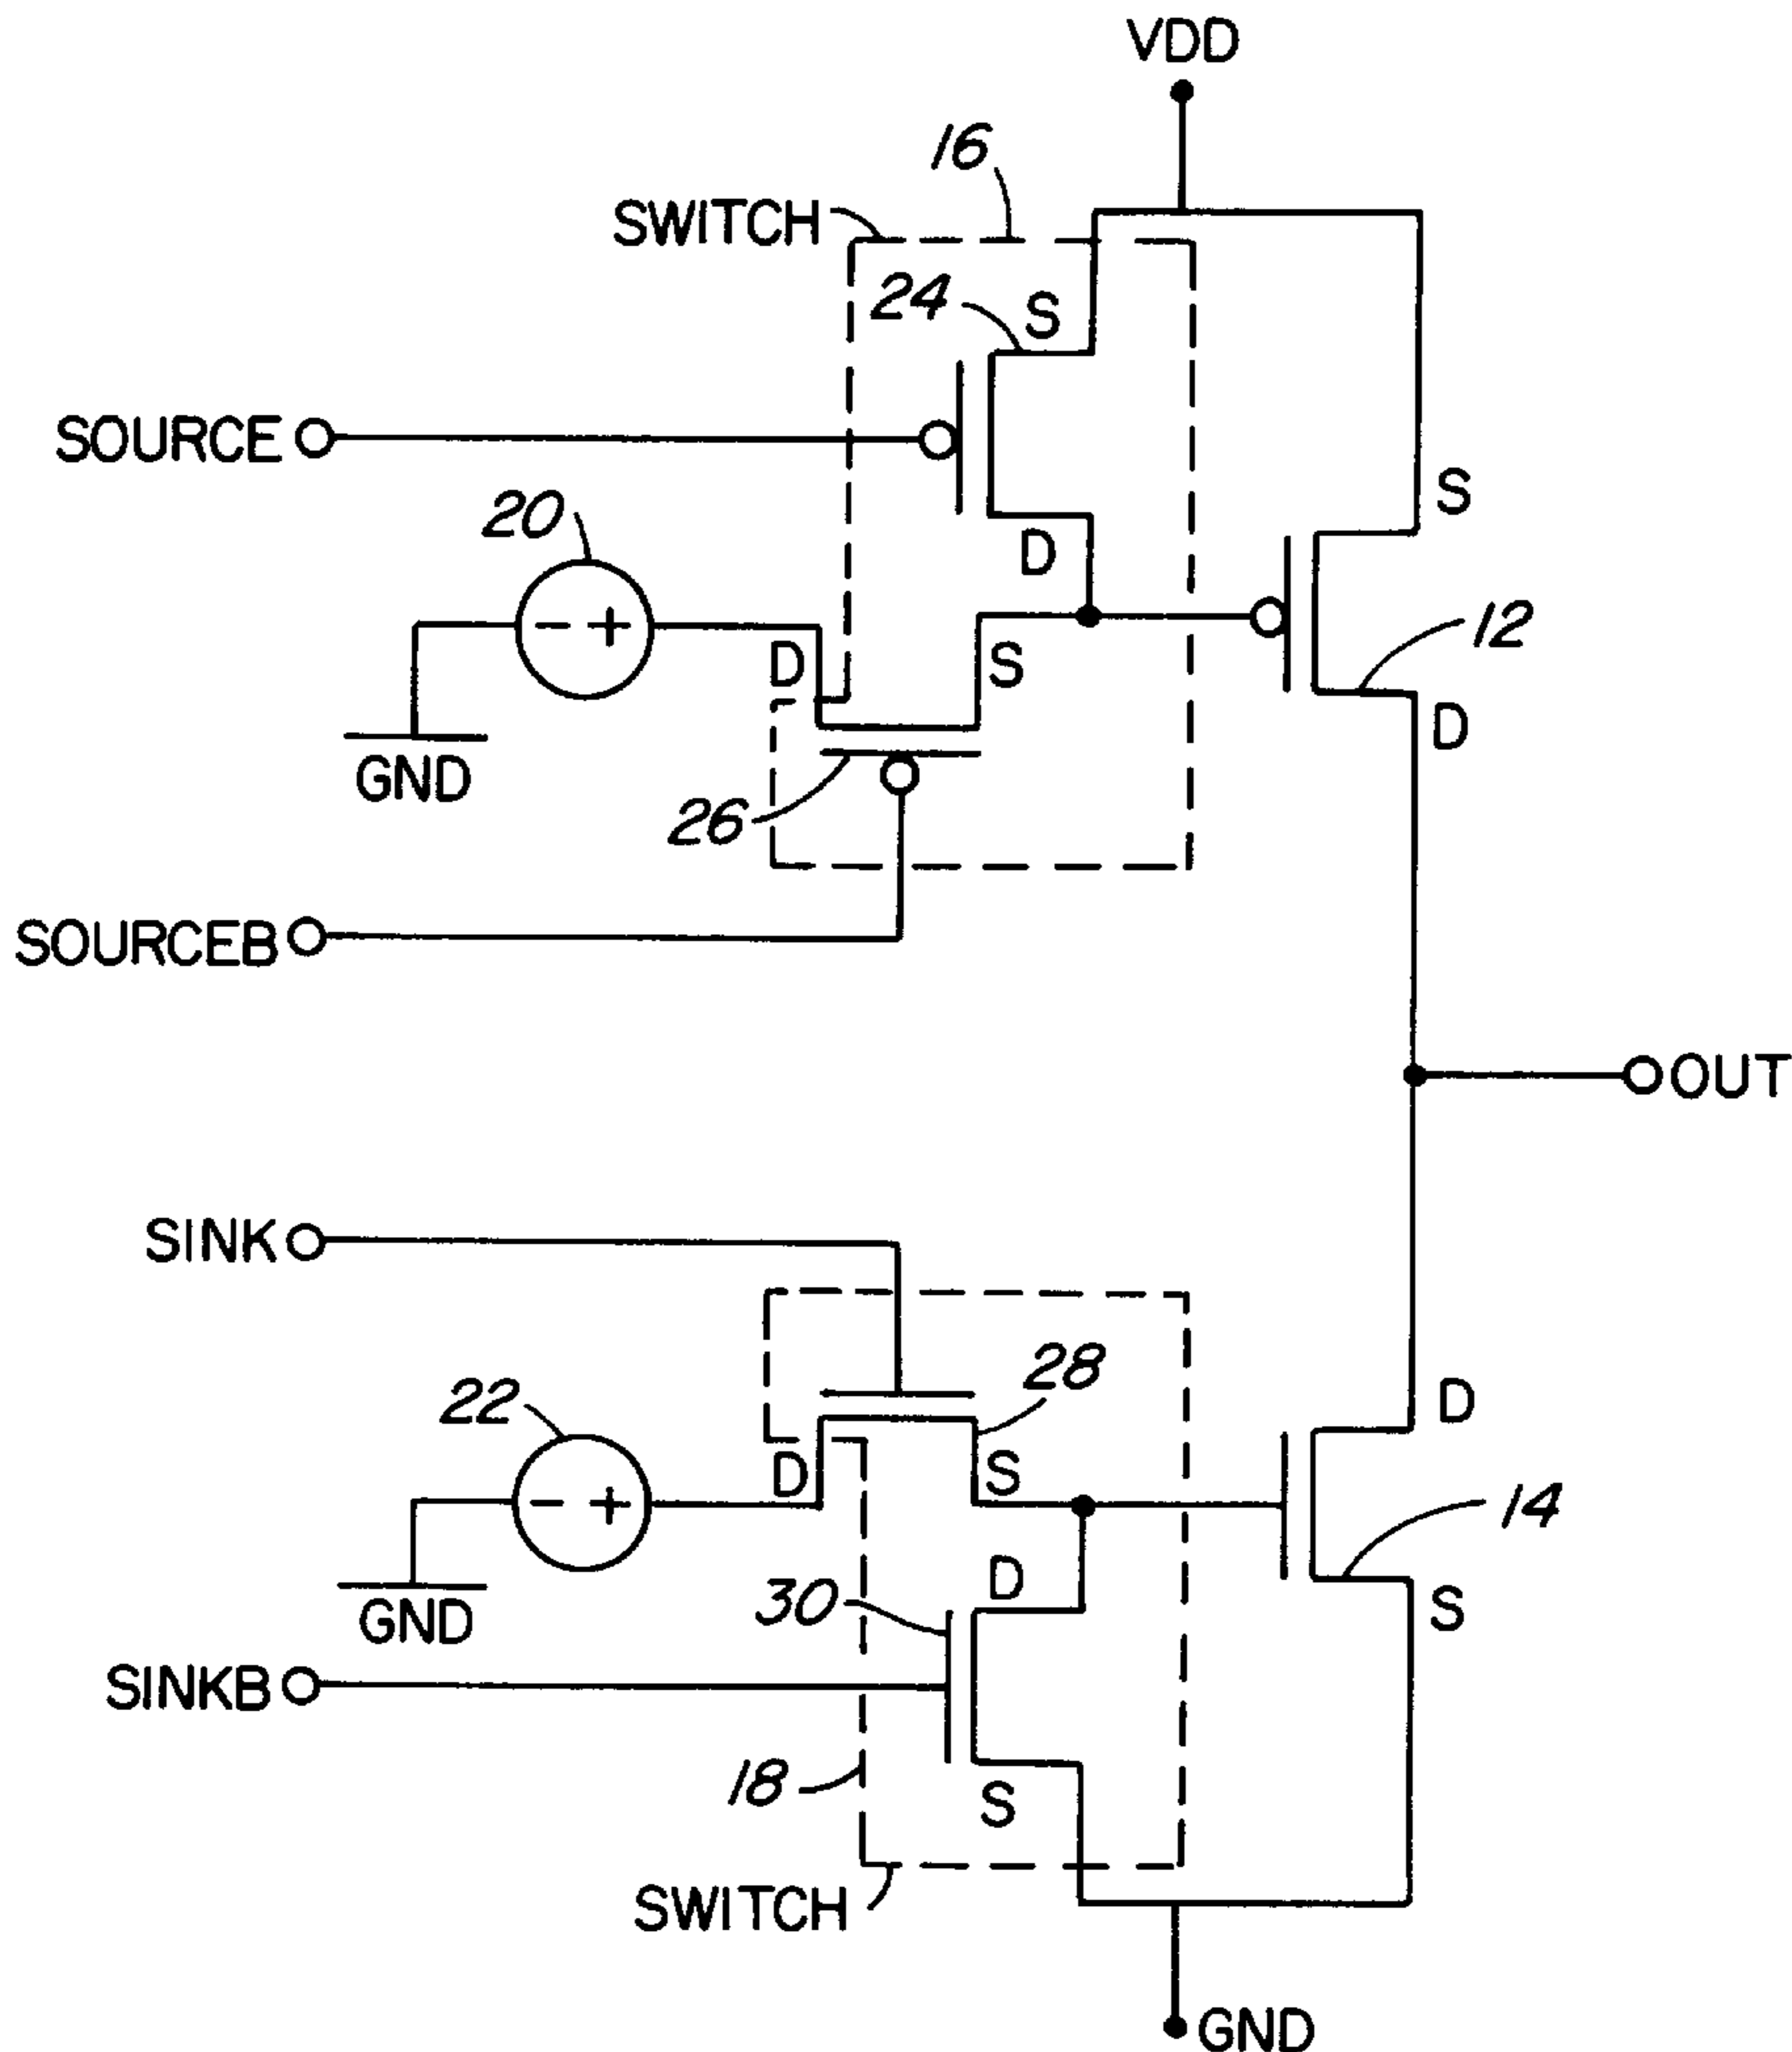 VDD
16
SWITCH
24
S
SOURCE
S
20
D
- +
12
D
S
D
GND
26
SOURCEB
OUT
SINK
28
22
D
D
S
- +
14
D
30
S
GND
SINKB
18
S
SWITCH
GND